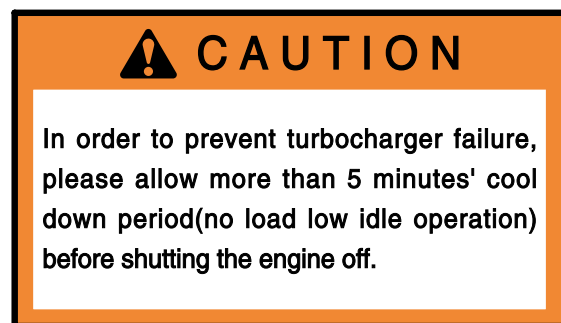 CAUTION
In order to prevent turbocharger failure,
please allow more than 5 minutes' cool
down period(no load low idle operation)
before shutting the engine off.